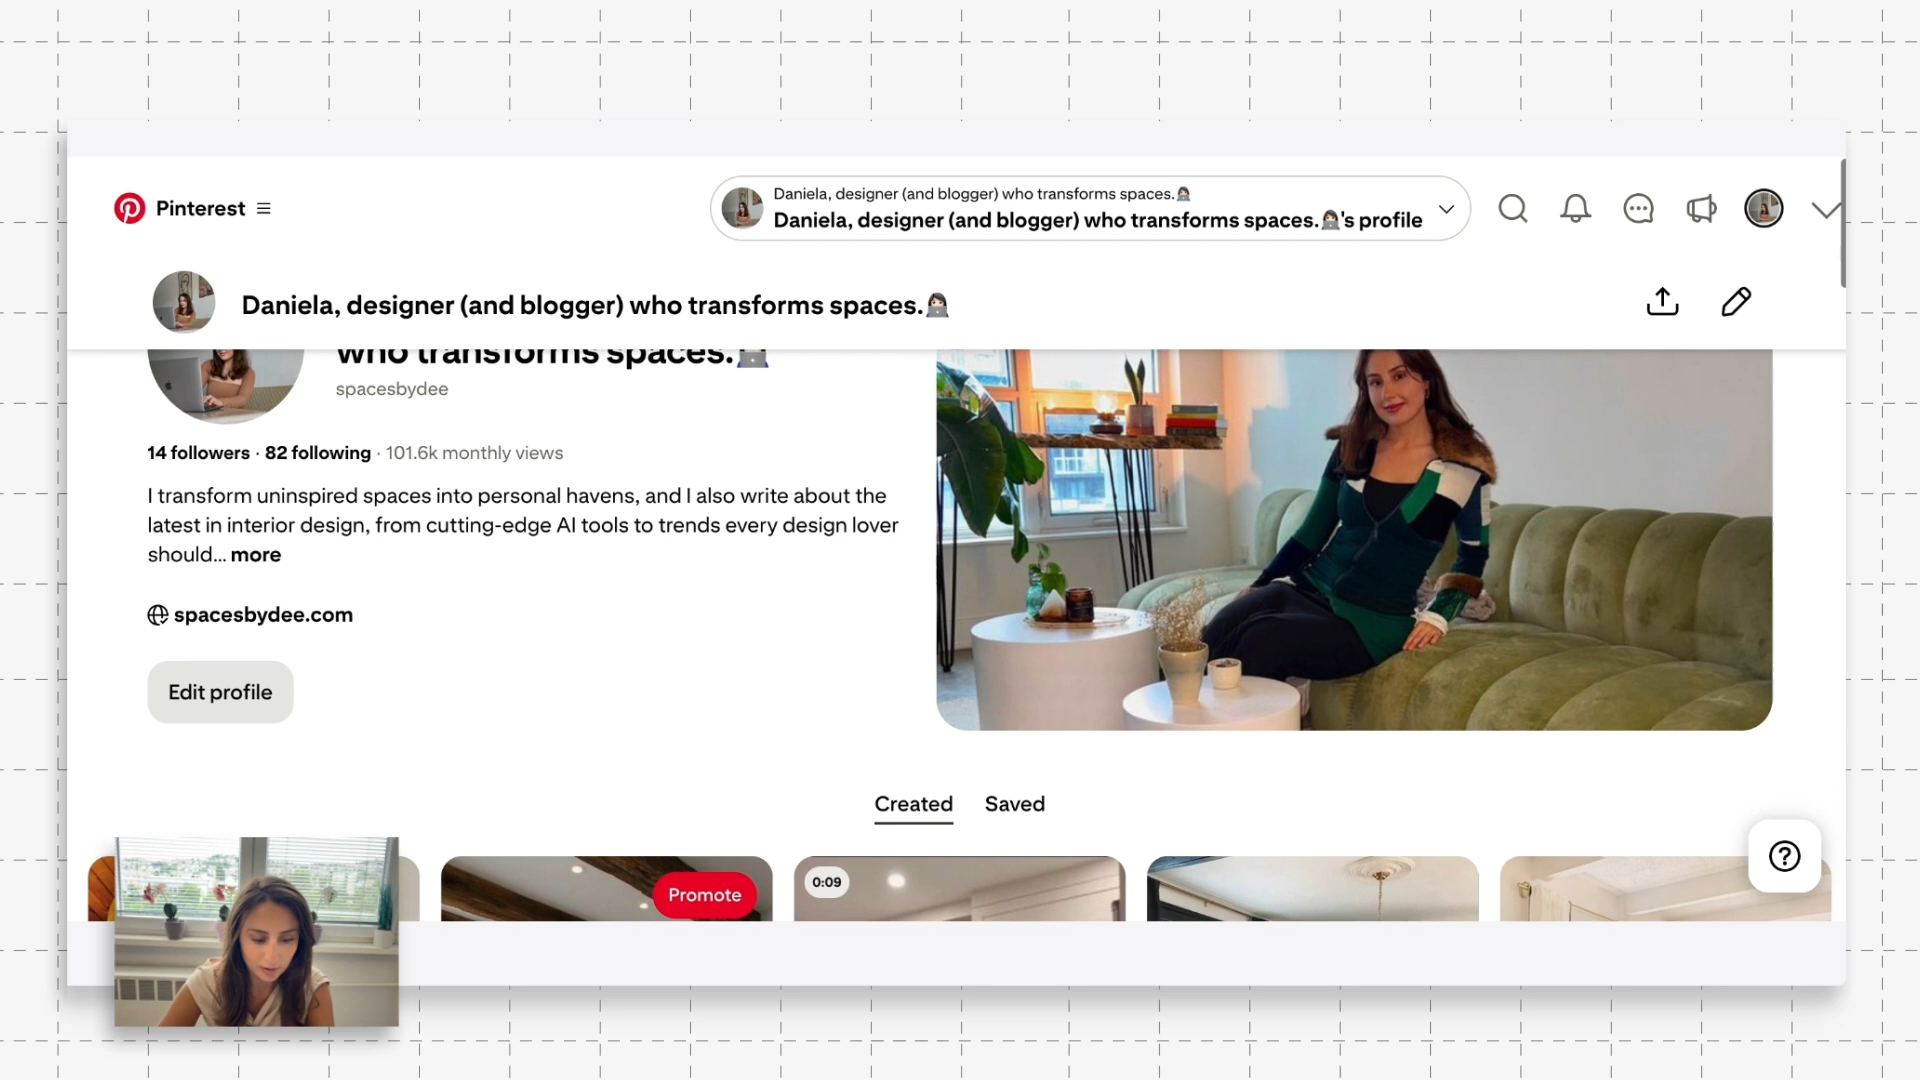 Pinterest
Daniela, designer (and blogger) who transforms spaces.👩🏻‍💻
Daniela, designer (and blogger) who transforms spaces.👩🏻‍💻's profile
Daniela, designer (and blogger) who transforms spaces.👩🏻‍💻
who transforms spaces.👩🏻‍💻
spacesbydee
14 followers · 82 following · 101.6k monthly views
I transform uninspired spaces into personal havens, and I also write about the
latest in interior design, from cutting-edge AI tools to trends every design lover
should... more
spacesbydee.com
Edit profile
Created Saved
Promote
0:09